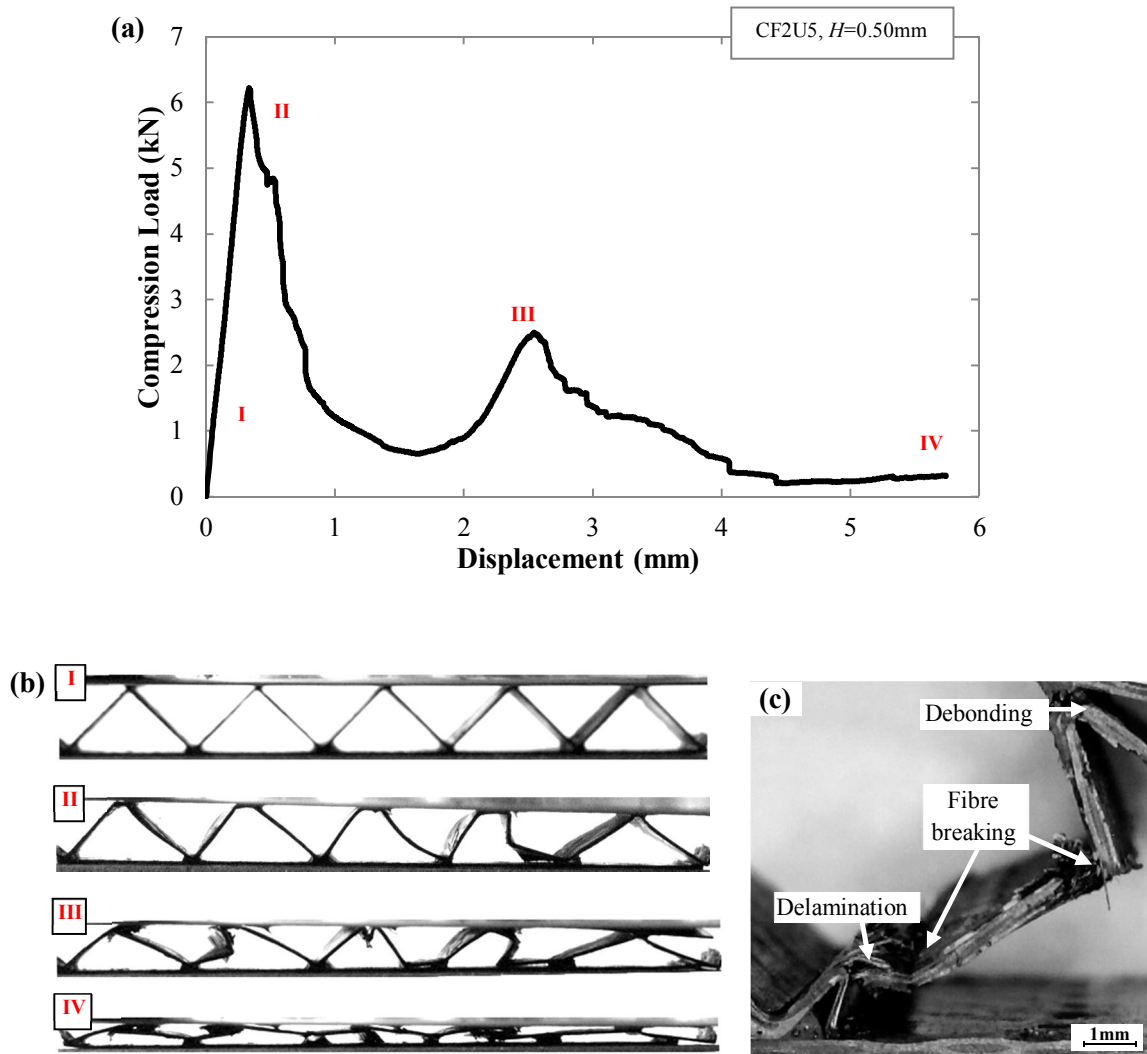 (a)
CF2U5, H=0.50mm
Compression Load (kN)
7
6
5
4
3
2
1
0
I
II
III
IV
0 1 2 3 4 5 6
Displacement (mm)
(b)
I
II
III
IV
(c)
Debonding
Fibre
breaking
Delamination
1mm